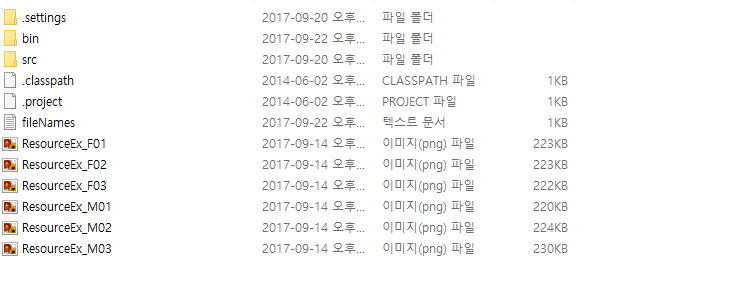 .settings 2017-09-20 오후... 파일 폴더
bin 2017-09-22 오후... 파일 폴더
src 2017-09-20 오후... 파일 폴더
.classpath 2014-06-02 오후... CLASSPATH 파일 1KB
.project 2014-06-02 오후... PROJECT 파일 1KB
fileNames 2017-09-22 오후... 텍스트 문서 1KB
ResourceEx_F01 2017-09-14 오후... 이미지(png) 파일 223KB
ResourceEx_F02 2017-09-14 오후... 이미지(png) 파일 223KB
ResourceEx_F03 2017-09-14 오후... 이미지(png) 파일 222KB
ResourceEx_M01 2017-09-14 오후... 이미지(png) 파일 220KB
ResourceEx_M02 2017-09-14 오후... 이미지(png) 파일 224KB
ResourceEx_M03 2017-09-14 오후... 이미지(png) 파일 230KB